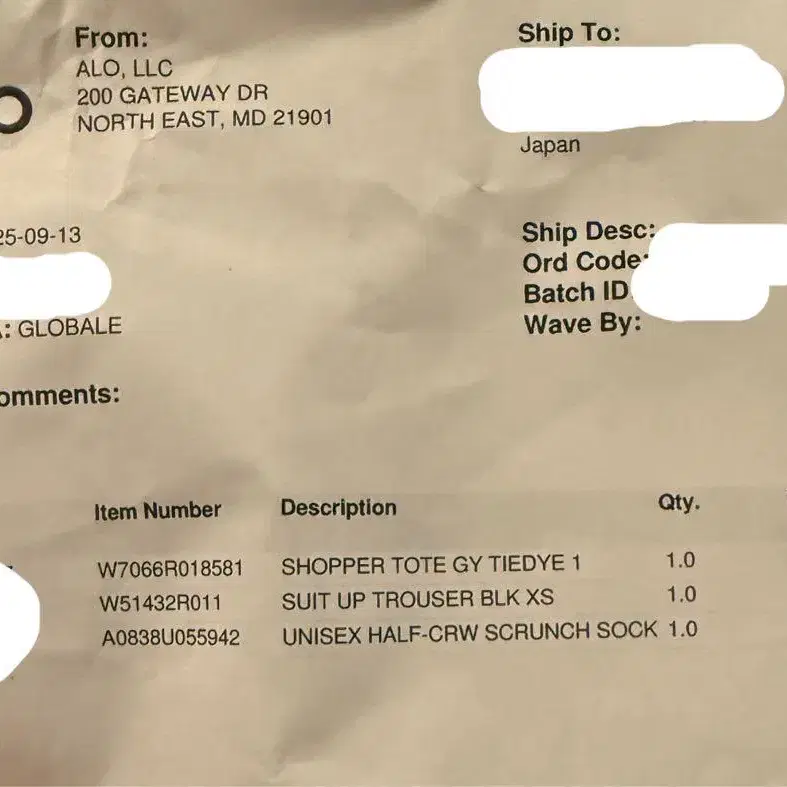 From:
ALO, LLC
200 GATEWAY DR
NORTH EAST, MD 21901
Ship To:
Japan
25-09-13
: GLOBALE
Ship Desc:
Ord Code:
Batch ID
Wave By:
omments:
Item Number Description Qty.
W7066R018581 SHOPPER TOTE GY TIEDYE 1 1.0
W51432R011 SUIT UP TROUSER BLK XS 1.0
A0838U055942 UNISEX HALF-CRW SCRUNCH SOCK 1.0